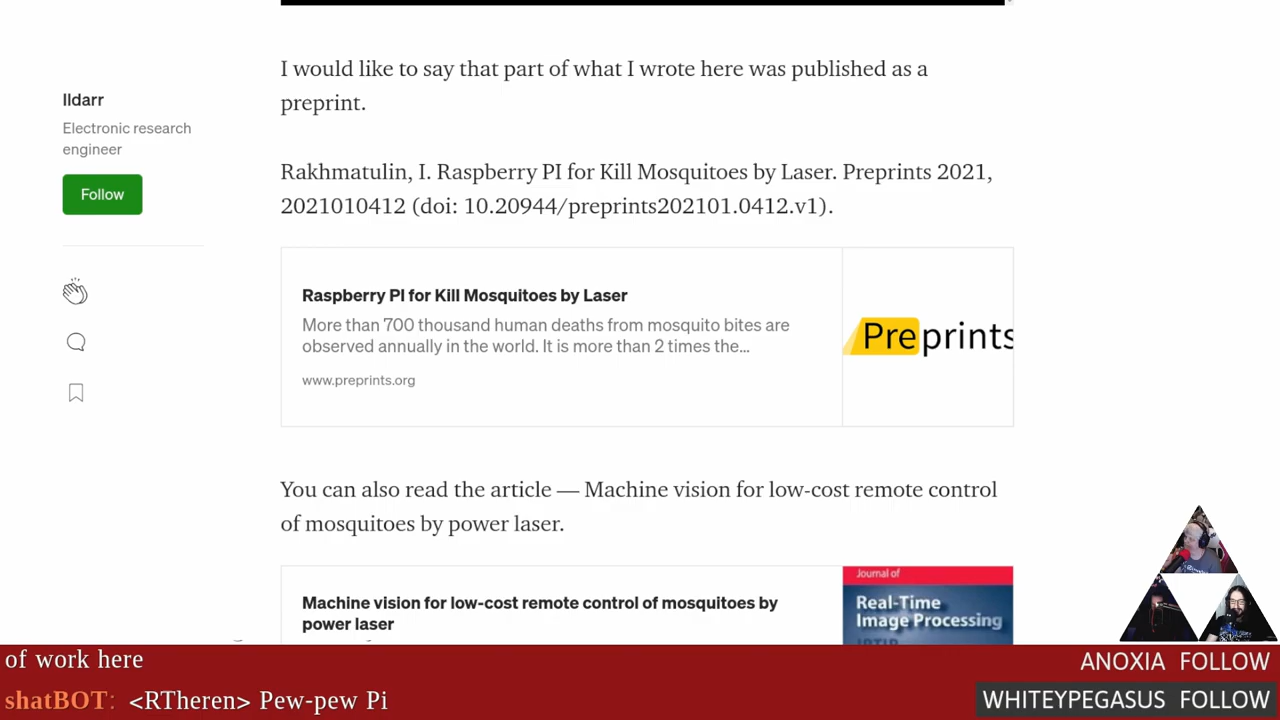 I would like to say that part of what I wrote here was published as a
preprint.
Ildarr
Electronic research
engineer
Follow
Rakhmatulin, I. Raspberry PI for Kill Mosquitoes by Laser. Preprints 2021,
2021010412 (doi: 10.20944/preprints202101.0412.v1).
Raspberry PI for Kill Mosquitoes by Laser
More than 700 thousand human deaths from mosquito bites are
observed annually in the world. It is more than 2 times the...
www.preprints.org
Preprints
You can also read the article — Machine vision for low-cost remote control
of mosquitoes by power laser.
Machine vision for low-cost remote control of mosquitoes by
power laser
Journal of
Real-Time
Image Processing
of work here
shatBOT: <RTheren> Pew-pew Pi
ANOXIA FOLLOW
WHITEYPEGASUS FOLLOW